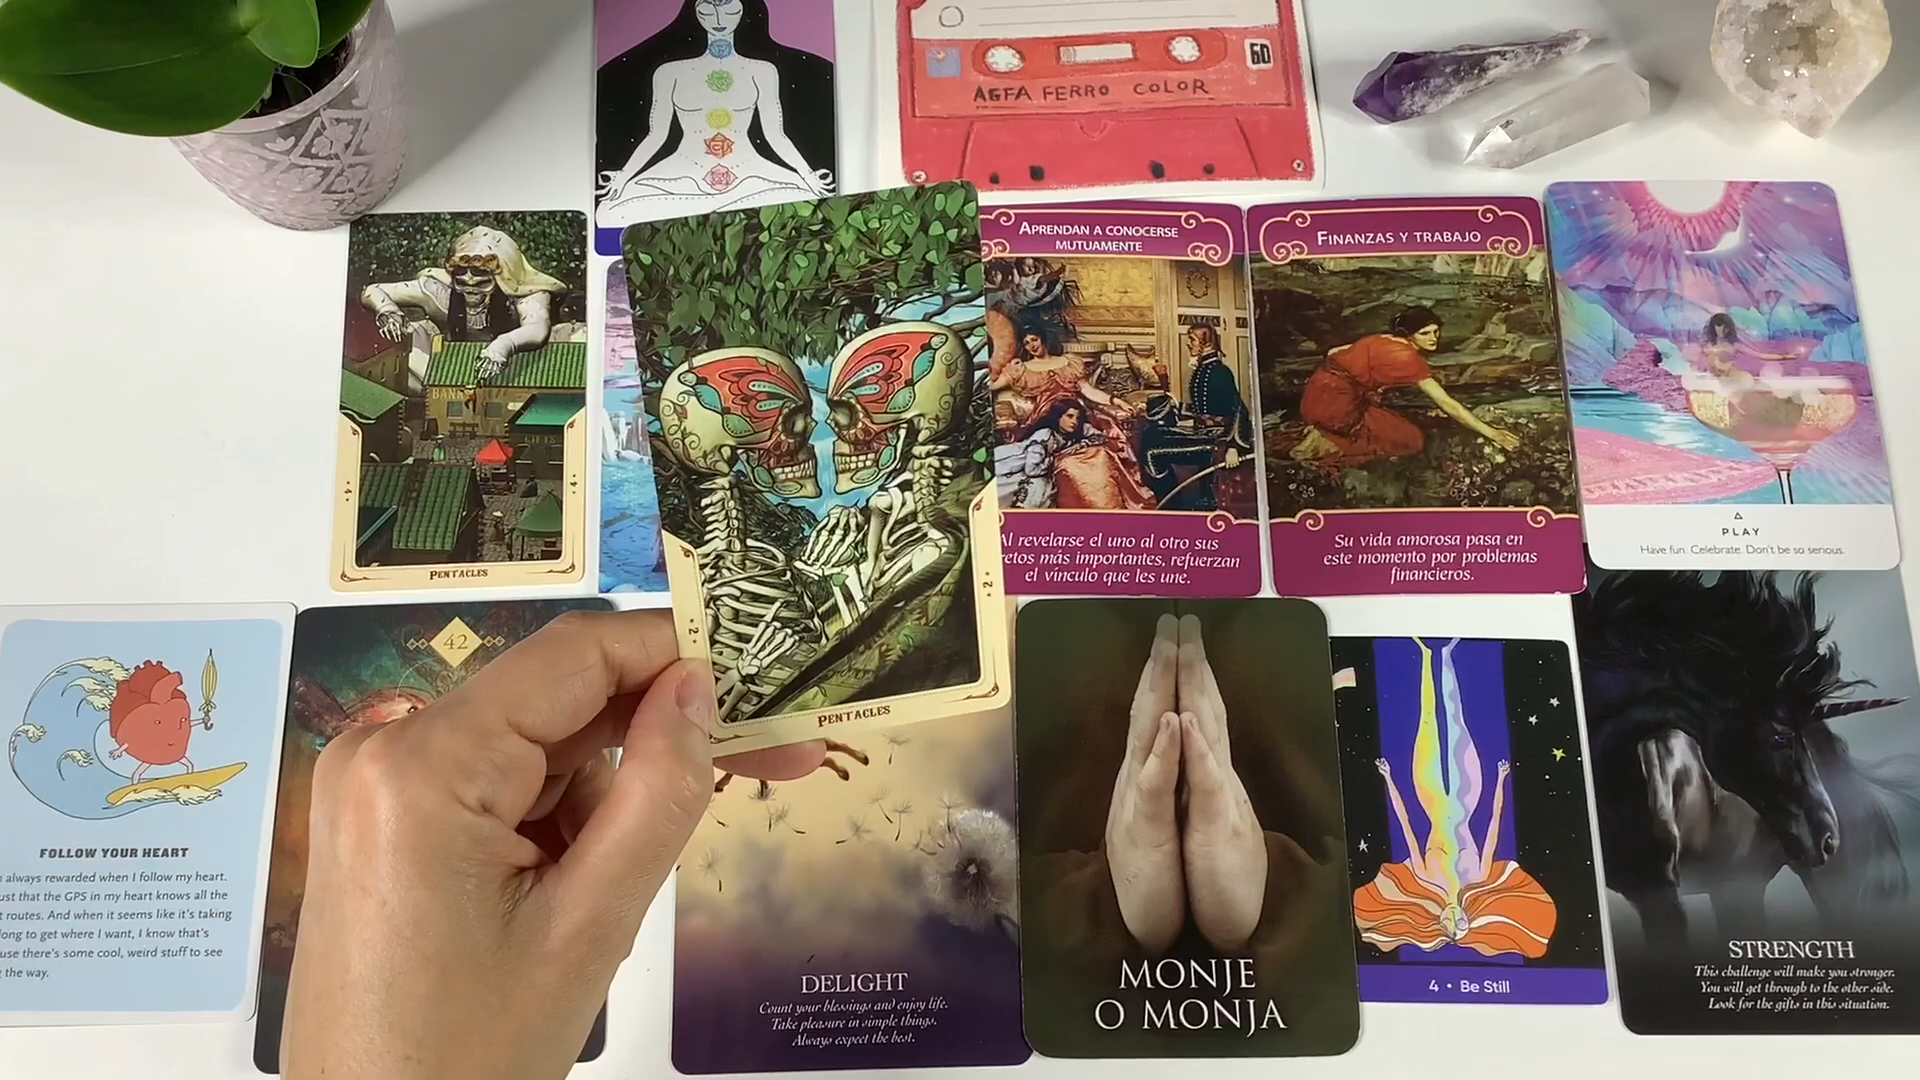 60
AGFA FERRO COLOR
APRENDAN A CONOCERSE
MUTUAMENTE
Al revelarse el uno al otro sus
retos más importantes, refuerzan
el vínculo que les une.
FINANZAS Y TRABAJO
Su vida amorosa pasa en
este momento por problemas
financieros.
PLAY
Have fun. Celebrate. Don't be so serious.
BANK
4
4
PENTACLES
2
2
PENTACLES
FOLLOW YOUR HEART
always rewarded when I follow my heart.
ust that the GPS in my heart knows all the
t routes. And when it seems like it's taking
long to get where I want, I know that's
use there's some cool, weird stuff to see
g the way.
42
DELIGHT
Count your blessings and enjoy life.
Take pleasure in simple things.
Always expect the best.
MONJE
O MONJA
4 • Be Still
STRENGTH
This challenge will make you stronger.
You will get through to the other side.
Look for the gifts in this situation.